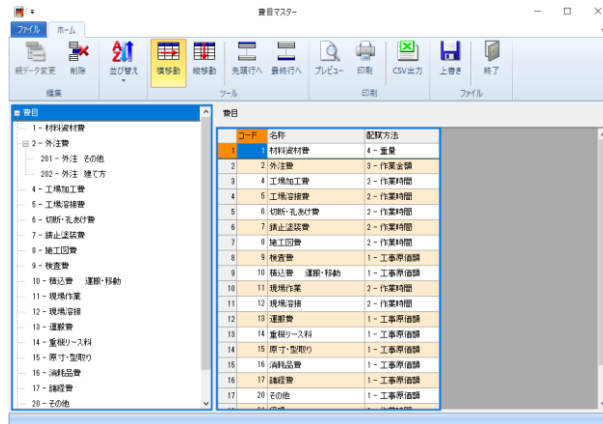 費目マスター
ファイル ホーム
親データ変更 削除 並び替え 横移動 縦移動 先頭行へ 最終行へ プレビュー 印刷 CSV出力 上書き 終了
編集 ツール 印刷 ファイル
費目
1 - 材料資材費
2 - 外注費
201 - 外注 その他
202 - 外注 建て方
4 - 工場加工費
5 - 工場溶接費
6 - 切断・孔あけ費
7 - 錆止塗装費
8 - 施工図費
9 - 検査費
10 - 積込費 運搬・移動
11 - 現場作業
12 - 現場溶接
13 - 運搬費
14 - 重機リース料
15 - 原寸・型取り
16 - 消耗品費
17 - 諸経費
20 - その他
費目
コード 名称 配賦方法
1 1 材料資材費 4 - 重量
2 2 外注費 3 - 作業金額
3 4 工場加工費 2 - 作業時間
4 5 工場溶接費 2 - 作業時間
5 6 切断・孔あけ費 2 - 作業時間
6 7 錆止塗装費 2 - 作業時間
7 8 施工図費 2 - 作業時間
8 9 検査費 1 - 工事原価額
9 10 積込費 運搬・移動 1 - 工事原価額
10 11 現場作業 2 - 作業時間
11 12 現場溶接 2 - 作業時間
12 13 運搬費 1 - 工事原価額
13 14 重機リース料 1 - 工事原価額
14 15 原寸・型取り 1 - 工事原価額
15 16 消耗品費 1 - 工事原価額
16 17 諸経費 1 - 工事原価額
17 20 その他 1 - 工事原価額